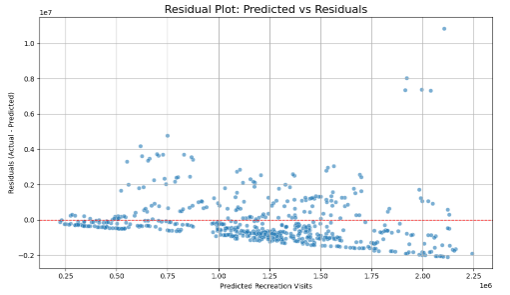 Residual Plot: Predicted vs Residuals
1e7
1.0
0.8
0.6
0.4
0.2
0.0
−0.2
Residuals (Actual - Predicted)
0.25 0.50 0.75 1.00 1.25 1.50 1.75 2.00 2.25
1e6
Predicted Recreation Visits